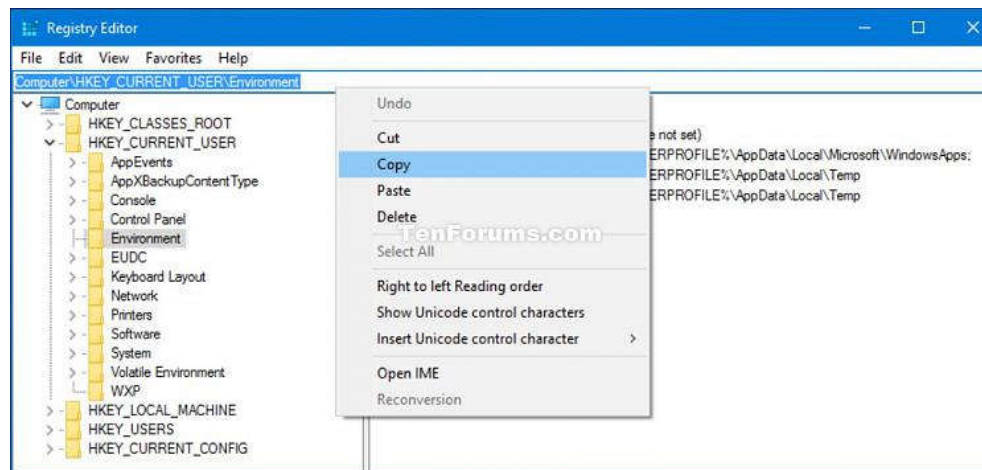 Registry Editor
File Edit View Favorites Help
Computer\HKEY_CURRENT_USER\Environment
Computer
HKEY_CLASSES_ROOT
HKEY_CURRENT_USER
AppEvents
AppXBackupContentType
Console
Control Panel
Environment
EUDC
Keyboard Layout
Network
Printers
Software
System
Volatile Environment
WXP
HKEY_LOCAL_MACHINE
HKEY_USERS
HKEY_CURRENT_CONFIG
Undo
Cut
Copy
Paste
Delete
TenForums.com
Select All
Right to left Reading order
Show Unicode control characters
Insert Unicode control character
Open IME
Reconversion
e not set)
ERPROFILE%\AppData\Local\Microsoft\WindowsApps;
ERPROFILE%\AppData\Local\Temp
ERPROFILE%\AppData\Local\Temp